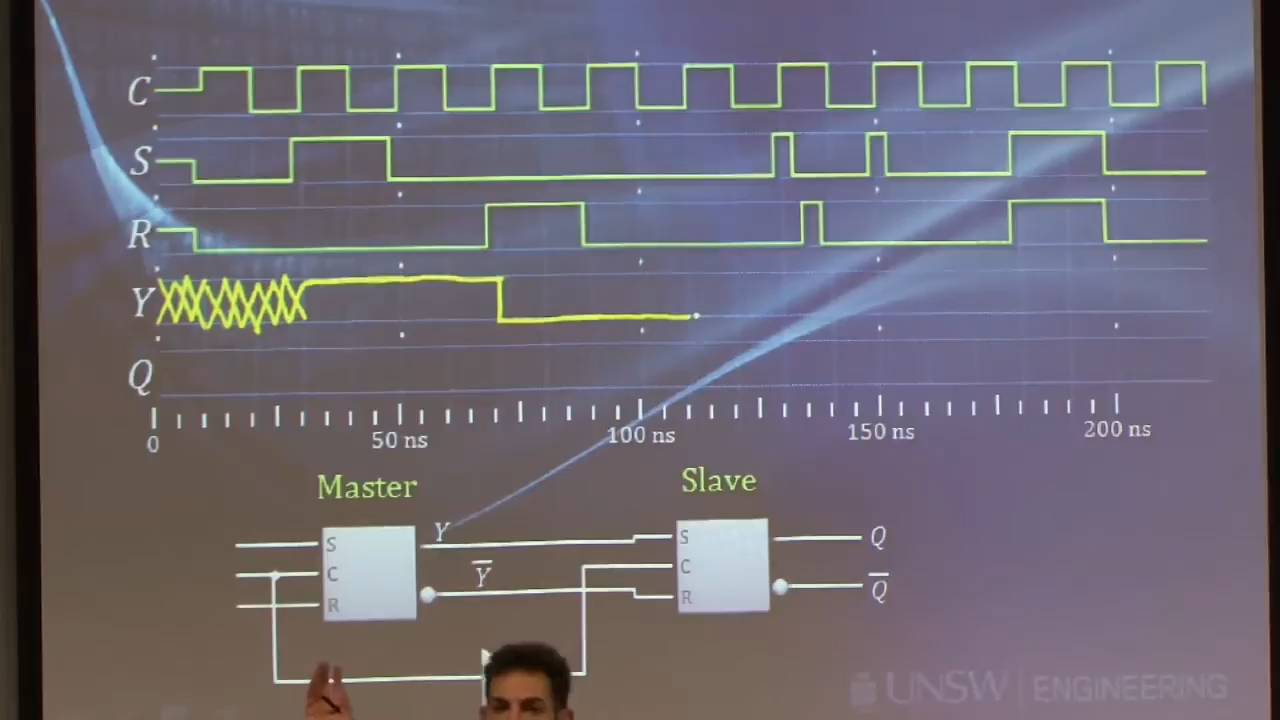 C
S
R
Y
Q
0 50 ns 100 ns 150 ns 200 ns
Master Slave
S Y S Q
C Y̅ C
R R Q̅
UNSW | ENGINEERING